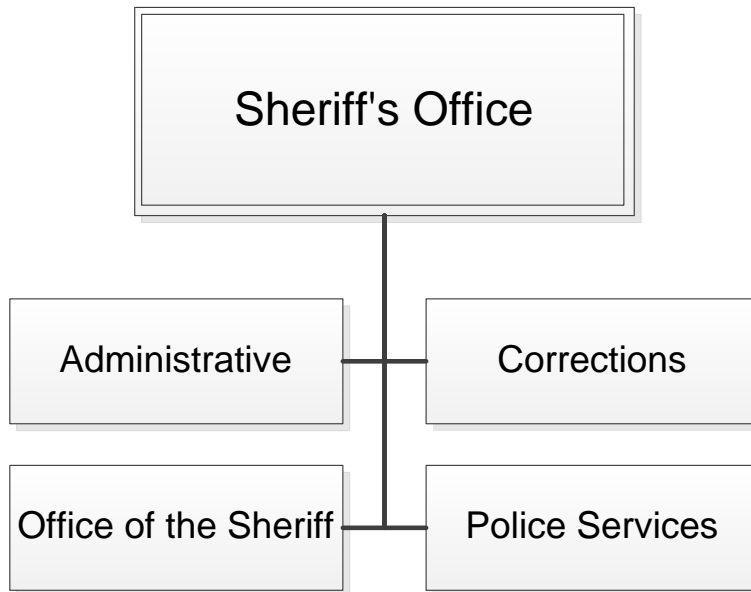 Sheriff's Office
Administrative
Corrections
Office of the Sheriff
Police Services